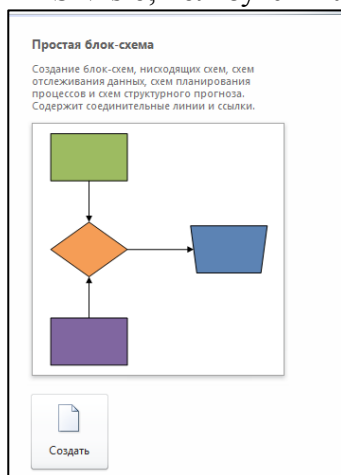 Простая блок-схема
Создание блок-схем, нисходящих схем, схем
отслеживания данных, схем планирования
процессов и схем структурного прогноза.
Содержит соединительные линии и ссылки.
Создать